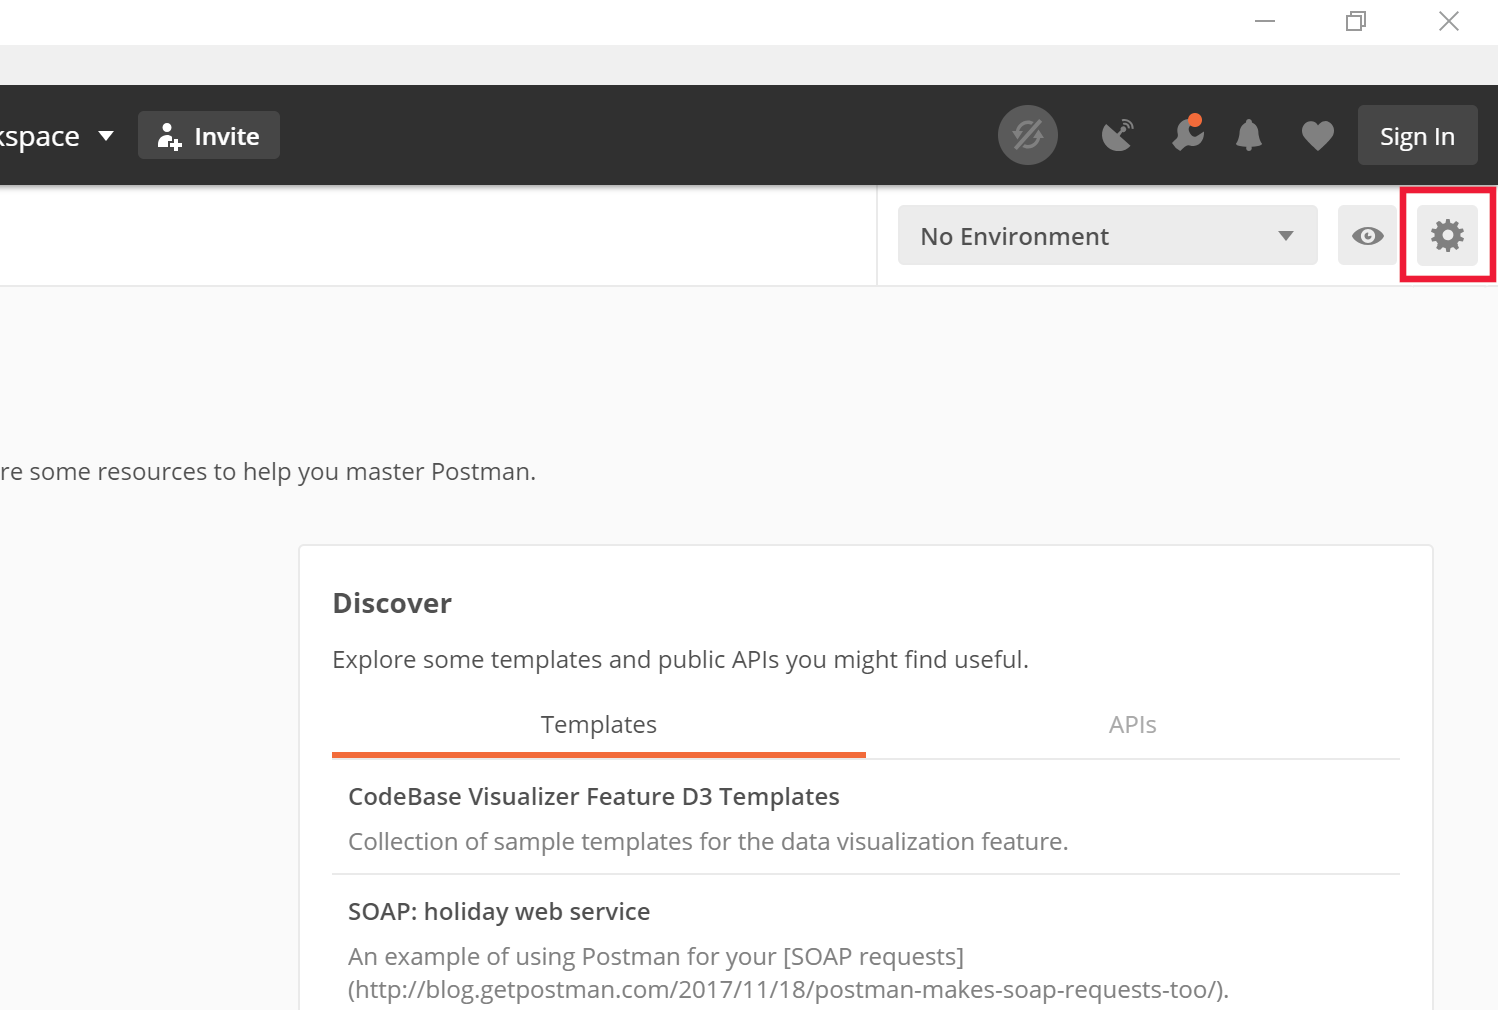 kspace
Invite
Sign In
No Environment
re some resources to help you master Postman.
Discover
Explore some templates and public APIs you might find useful.
Templates
APIs
CodeBase Visualizer Feature D3 Templates
Collection of sample templates for the data visualization feature.
SOAP: holiday web service
An example of using Postman for your [SOAP requests]
(http://blog.getpostman.com/2017/11/18/postman-makes-soap-requests-too/).